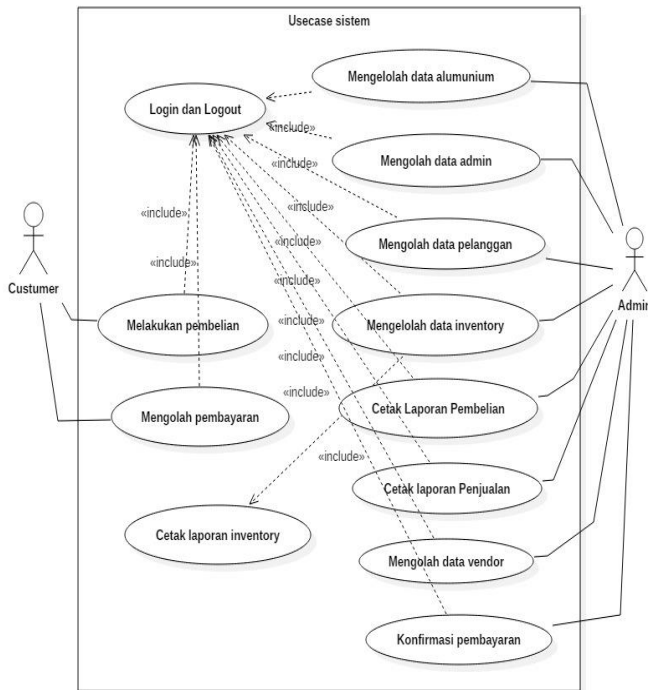 Usecase sistem
Mengelolah data alumunium
Login dan Logout
«include»
Mengolah data admin
«include»
«include»
«include»
Mengolah data pelanggan
«include»
«include»
«include»
Custumer
Admin
Melakukan pembelian
«include»
Mengelolah data inventory
«include»
«include»
Mengolah pembayaran
Cetak Laporan Pembelian
«include»
Cetak laporan Penjualan
Cetak laporan inventory
Mengolah data vendor
Konfirmasi pembayaran